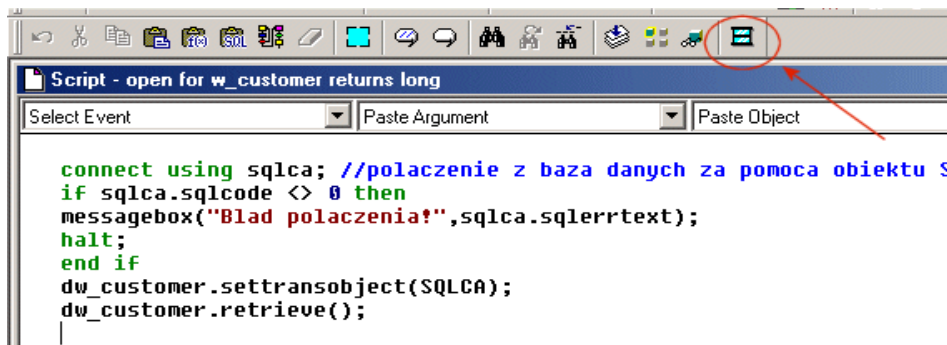 f(x) SQL
Script - open for w_customer returns long
Select Event Paste Argument Paste Object
connect using sqlca; //polaczenie z baza danych za pomoca obiektu S
if sqlca.sqlcode <> 0 then
messagebox("Blad polaczenia!",sqlca.sqlerrtext);
halt;
end if
dw_customer.settransobject(SQLCA);
dw_customer.retrieve();